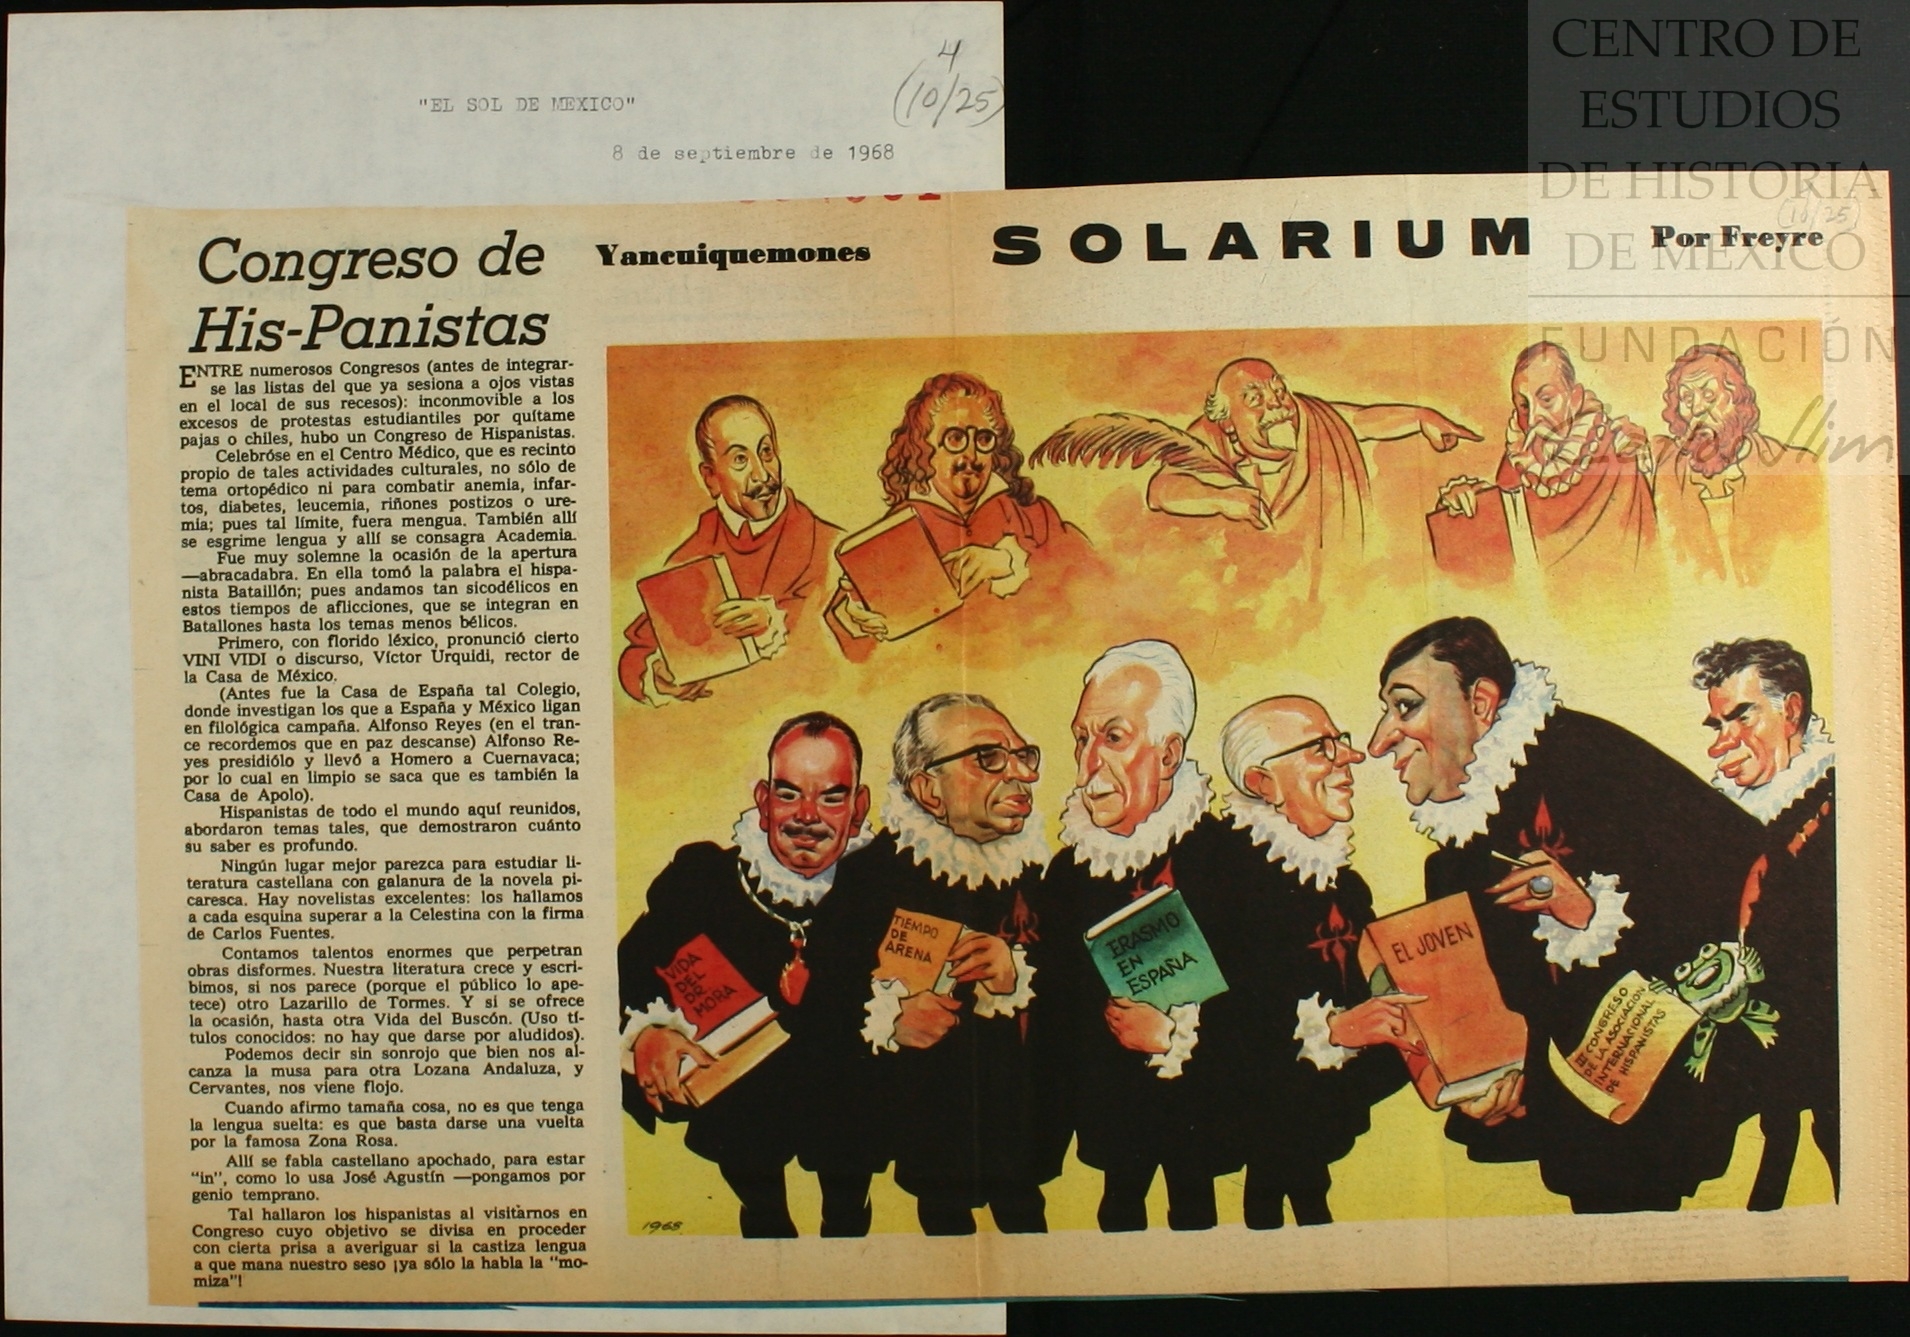 "EL SOL DE MEXICO"
4
(10/25)
8 de septiembre de 1968
CENTRO DE
ESTUDIOS
DE HISTORIA
DE MÉXICO
FUNDACIÓN
Carlos Slim
(10/25)
Congreso de
His-Panistas
Yancuiquemones
SOLARIUM
Por Freyre
ENTRE numerosos Congresos (antes de integrar-
se las listas del que ya sesiona a ojos vistas
en el local de sus recesos): inconmovible a los
excesos de protestas estudiantiles por quítame
pajas o chiles, hubo un Congreso de Hispanistas.
Celebróse en el Centro Médico, que es recinto
propio de tales actividades culturales, no sólo de
tema ortopédico ni para combatir anemia, infar-
tos, diabetes, leucemia, riñones postizos o ure-
mia; pues tal límite, fuera mengua. También allí
se esgrime lengua y allí se consagra Academia.
Fue muy solemne la ocasión de la apertura
—abracadabra. En ella tomó la palabra el hispa-
nista Bataillón; pues andamos tan sicodélicos en
estos tiempos de aflicciones, que se integran en
Batallones hasta los temas menos bélicos.
Primero, con florido léxico, pronunció cierto
VINI VIDI o discurso, Víctor Urquidi, rector de
la Casa de México.
(Antes fue la Casa de España tal Colegio,
donde investigan los que a España y México ligan
en filológica campaña. Alfonso Reyes (en el tran-
ce recordemos que en paz descanse) Alfonso Re-
yes presidiólo y llevó a Homero a Cuernavaca;
por lo cual en limpio se saca que es también la
Casa de Apolo).
Hispanistas de todo el mundo aquí reunidos,
abordaron temas tales, que demostraron cuánto
su saber es profundo.
Ningún lugar mejor parezca para estudiar li-
teratura castellana con galanura de la novela pi-
caresca. Hay novelistas excelentes: los hallamos
a cada esquina superar a la Celestina con la firma
de Carlos Fuentes.
Contamos talentos enormes que perpetran
obras disformes. Nuestra literatura crece y escri-
bimos, si nos parece (porque el público lo ape-
tece) otro Lazarillo de Tormes. Y si se ofrece
la ocasión, hasta otra Vida del Buscón. (Uso tí-
tulos conocidos: no hay que darse por aludidos).
Podemos decir sin sonrojo que bien nos al-
canza la musa para otra Lozana Andaluza, y
Cervantes, nos viene flojo.
Cuando afirmo tamaña cosa, no es que tenga
la lengua suelta: es que basta darse una vuelta
por la famosa Zona Rosa.
Allí se fabla castellano apochado, para estar
"in", como lo usa José Agustín —pongamos por
genio temprano.
Tal hallaron los hispanistas al visitarnos en
Congreso cuyo objetivo se divisa en proceder
con cierta prisa a averiguar si la castiza lengua
a que mana nuestro seso ¡ya sólo la habla la "mo-
miza"!
VIDA
DEL
DR
MORA
TIEMPO
DE
ARENA
ERASMO
EN
ESPAÑA
EL JOVEN
III CONGRESO
DE LA ASOCIACION
INTERNACIONAL
DE HISPANISTAS
1968